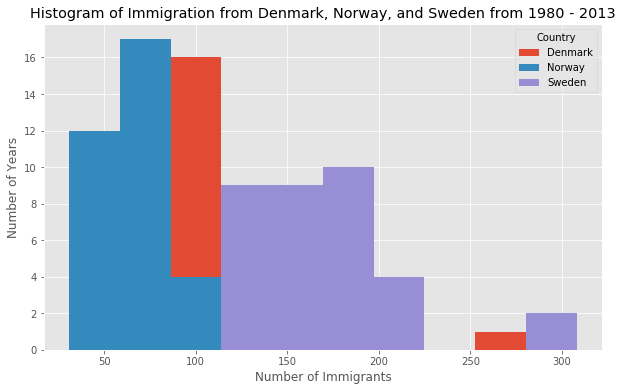 Histogram of Immigration from Denmark, Norway, and Sweden from 1980 - 2013
Country
Denmark
Norway
Sweden
Number of Years
16
14
12
10
8
6
4
2
0
50
100
150
200
250
300
Number of Immigrants